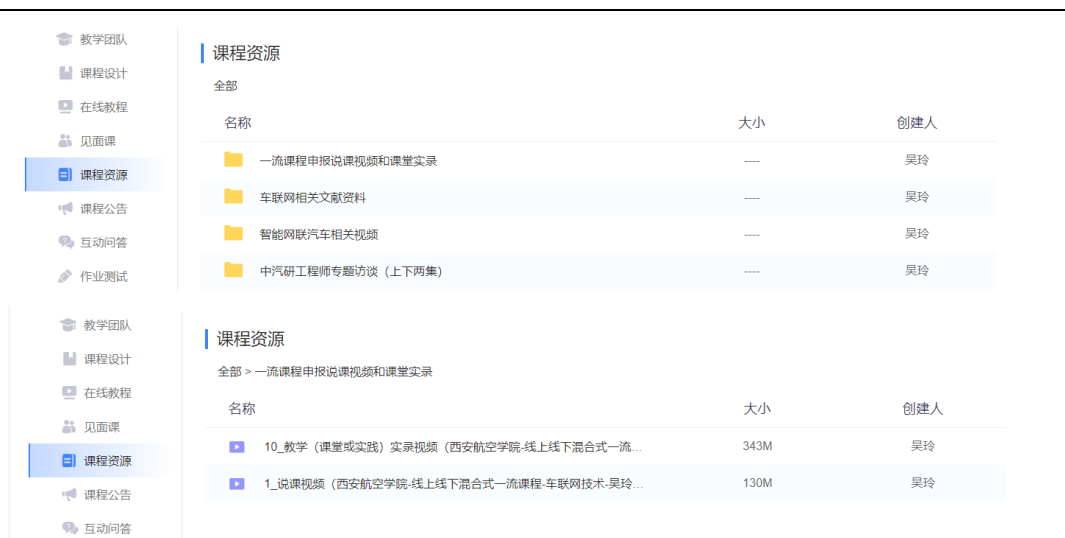 教学团队
课程设计
在线教程
见面课
课程资源
课程公告
互动问答
作业测试
课程资源
全部
名称 大小 创建人
一流课程申报说课视频和课堂实录 ---- 吴玲
车联网相关文献资料 ---- 吴玲
智能网联汽车相关视频 ---- 吴玲
中汽研工程师专题访谈（上下两集） ---- 吴玲
教学团队
课程设计
在线教程
见面课
课程资源
课程公告
互动问答
课程资源
全部 > 一流课程申报说课视频和课堂实录
名称 大小 创建人
10_教学（课堂或实践）实录视频（西安航空学院-线上线下混合式一流... 343M 吴玲
1_说课视频（西安航空学院-线上线下混合式一流课程-车联网技术-吴玲... 130M 吴玲